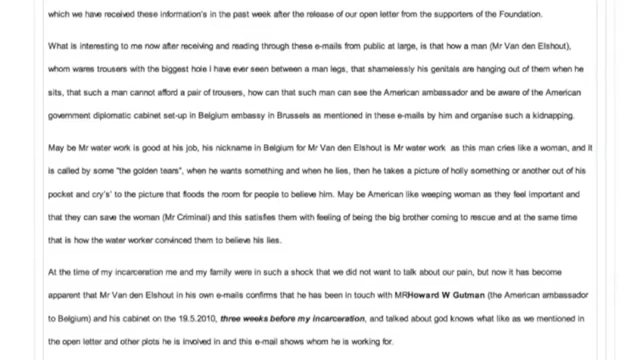 which we have received these information's in the past week after the release of our open letter from the supporters of the Foundation.
What is interesting to me now after receiving and reading through these e-mails from public at large, is that how a man (Mr Van den Elshout),
whom wares trousers with the biggest hole I have ever seen between a man legs, that shamelessly his genitals are hanging out of them when he
sits, that such a man cannot afford a pair of trousers, how can that such man can see the American ambassador and be aware of the American
government diplomatic cabinet set-up in Belgium embassy in Brussels as mentioned in these e-mails by him and organise such a kidnapping.
May be Mr water work is good at his job, his nickname in Belgium for Mr Van den Elshout is Mr water work  as this man cries like a woman, and it
is called by some "the golden tears", when he wants something and when he lies, then he takes a picture of holly something or another out of his
pocket and cry's' to the picture that floods the room for people to believe him. May be American like weeping woman as they feel important and
that they can save the woman (Mr Criminal) and this satisfies them with feeling of being the big brother coming to rescue and at the same time
that is how the water worker convinced them to believe his lies.
At the time of my incarceration me and my family were in such a shock that we did not want to talk about our pain, but now it has become
apparent that Mr Van den Elshout in his own e-mails confirms that he has been in touch with MRHoward W Gutman (the American ambassador
to Belgium) and his cabinet on the 19.5.2010, three weeks before my incarceration, and talked about god knows what like as we mentioned in
the open letter and other plots he is involved in and this e-mail shows whom he is working for.